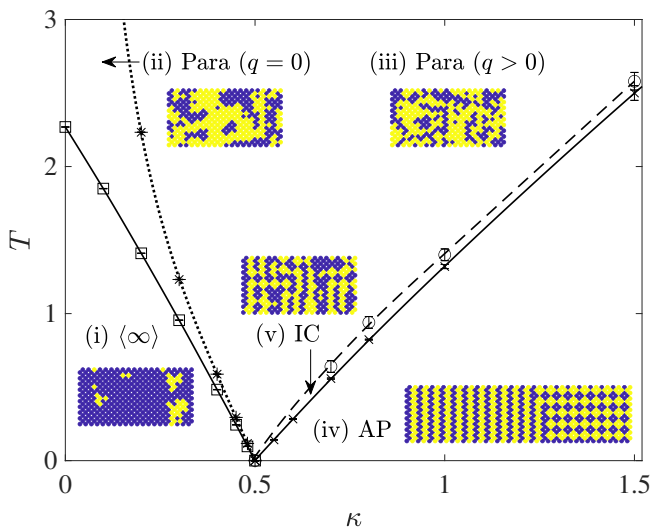 3
(ii) Para (q = 0)
(iii) Para (q > 0)
2
T
1
(i) ⟨∞⟩
(v) IC
(iv) AP
0
0
0.5
1
1.5
κ